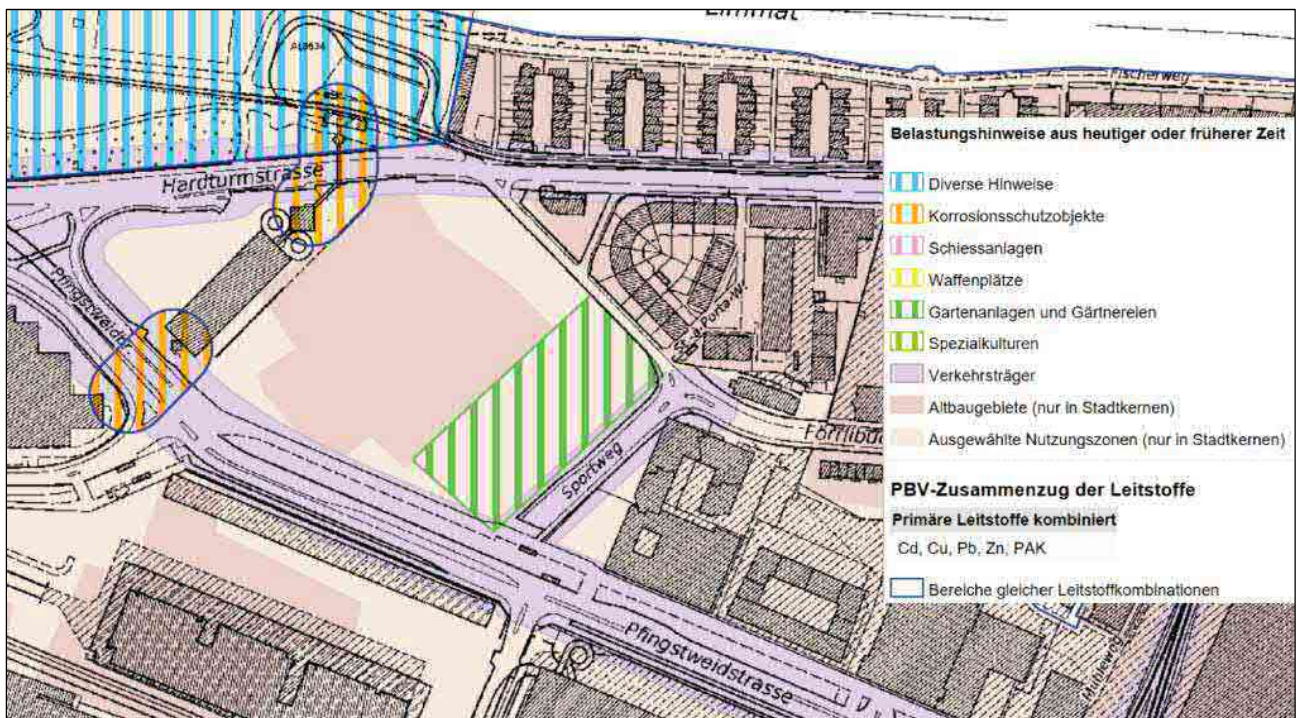 Limmat
Fischerweg
Hardturmstrasse
Belastungshinweise aus heutiger oder früherer Zeit
Diverse Hinweise
Korrosionsschutzobjekte
Schiessanlagen
Waffenplätze
Gartenanlagen und Gärtnereien
Spezialkulturen
Verkehrsträger
Altbaugebiete (nur in Stadtkernen)
Ausgewählte Nutzungszonen (nur in Stadtkernen)
PBV-Zusammenzug der Leitstoffe
Primäre Leitstoffe kombiniert
Cd, Cu, Pb, Zn, PAK
Bereiche gleicher Leitstoffkombinationen
Sportweg
Pfingstweidstrasse